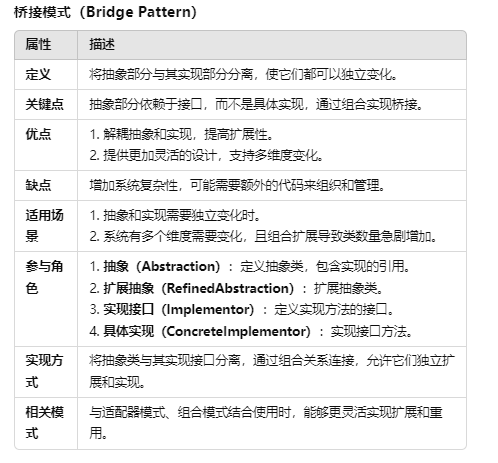 桥接模式（Bridge Pattern）
属性 描述
定义 将抽象部分与其实现部分分离，使它们都可以独立变化。
关键点 抽象部分依赖于接口，而不是具体实现，通过组合实现桥接。
优点 1. 解耦抽象和实现，提高扩展性。
2. 提供更加灵活的设计，支持多维度变化。
缺点 增加系统复杂性，可能需要额外的代码来组织和管理。
适用场 1. 抽象和实现需要独立变化时。
景 2. 系统有多个维度需要变化，且组合扩展导致类数量急剧增加。
参与角 1. 抽象（Abstraction）：定义抽象类，包含实现的引用。
色 2. 扩展抽象（RefinedAbstraction）：扩展抽象类。
3. 实现接口（Implementor）：定义实现方法的接口。
4. 具体实现（ConcreteImplementor）：实现接口方法。
实现方 将抽象类与其实现接口分离，通过组合关系连接，允许它们独立扩
式 展和实现。
相关模 与适配器模式、组合模式结合使用时，能够更灵活实现扩展和重
式 用。